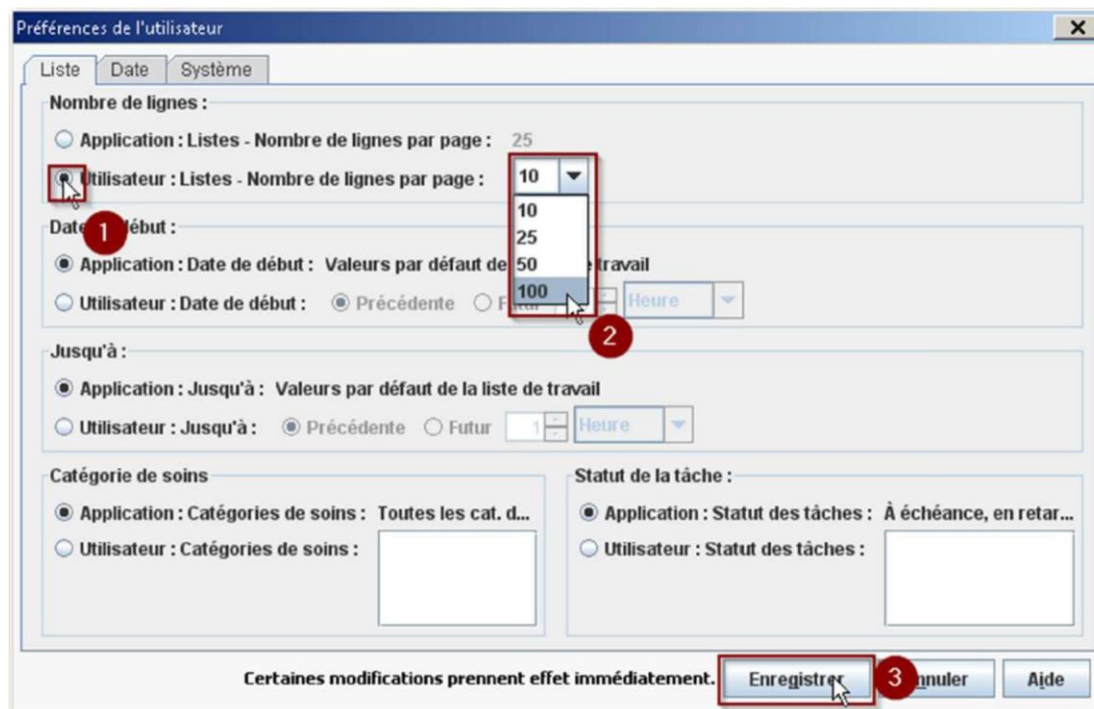 Préférences de l'utilisateur
Liste Date Système
Nombre de lignes :
Application : Listes - Nombre de lignes par page : 25
Utilisateur : Listes - Nombre de lignes par page : 10
10
25
50
100
1
2
Date début :
Application : Date de début : Valeurs par défaut de travail
Utilisateur : Date de début : Précédente Heure
Jusqu'à :
Application : Jusqu'à : Valeurs par défaut de la liste de travail
Utilisateur : Jusqu'à : Précédente Futur 1 Heure
Catégorie de soins
Application : Catégories de soins : Toutes les cat. d...
Utilisateur : Catégories de soins :
Statut de la tâche :
Application : Statut des tâches : À échéance, en retar...
Utilisateur : Statut des tâches :
Certaines modifications prennent effet immédiatement. Enregistrer 3 Annuler Aide